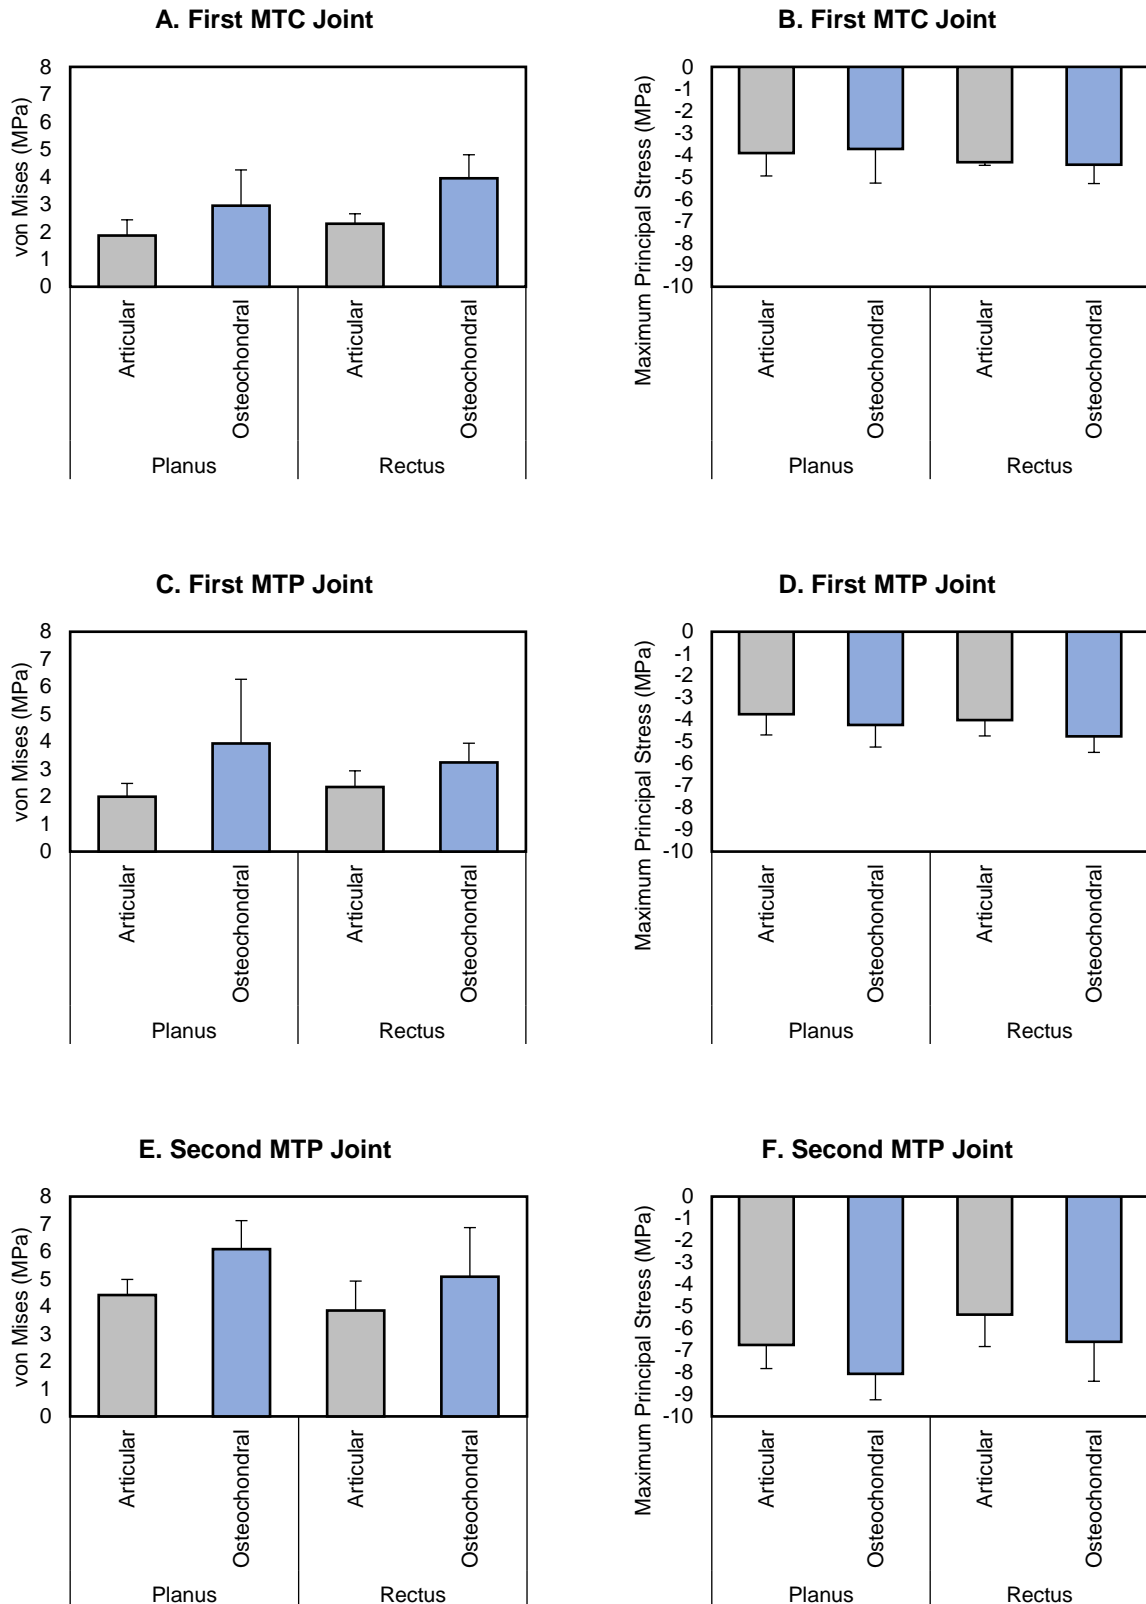 A. First MTC Joint
von Mises (MPa)
8
7
6
5
4
3
2
1
0
Articular
Osteochondral
Articular
Osteochondral
Planus
Rectus
B. First MTC Joint
Maximum Principal Stress (MPa)
0
-1
-2
-3
-4
-5
-6
-7
-8
-9
-10
Articular
Osteochondral
Articular
Osteochondral
Planus
Rectus
C. First MTP Joint
von Mises (MPa)
8
7
6
5
4
3
2
1
0
Articular
Osteochondral
Articular
Osteochondral
Planus
Rectus
D. First MTP Joint
Maximum Principal Stress (MPa)
0
-1
-2
-3
-4
-5
-6
-7
-8
-9
-10
Articular
Osteochondral
Articular
Osteochondral
Planus
Rectus
E. Second MTP Joint
von Mises (MPa)
8
7
6
5
4
3
2
1
0
Articular
Osteochondral
Articular
Osteochondral
Planus
Rectus
F. Second MTP Joint
Maximum Principal Stress (MPa)
0
-1
-2
-3
-4
-5
-6
-7
-8
-9
-10
Articular
Osteochondral
Articular
Osteochondral
Planus
Rectus